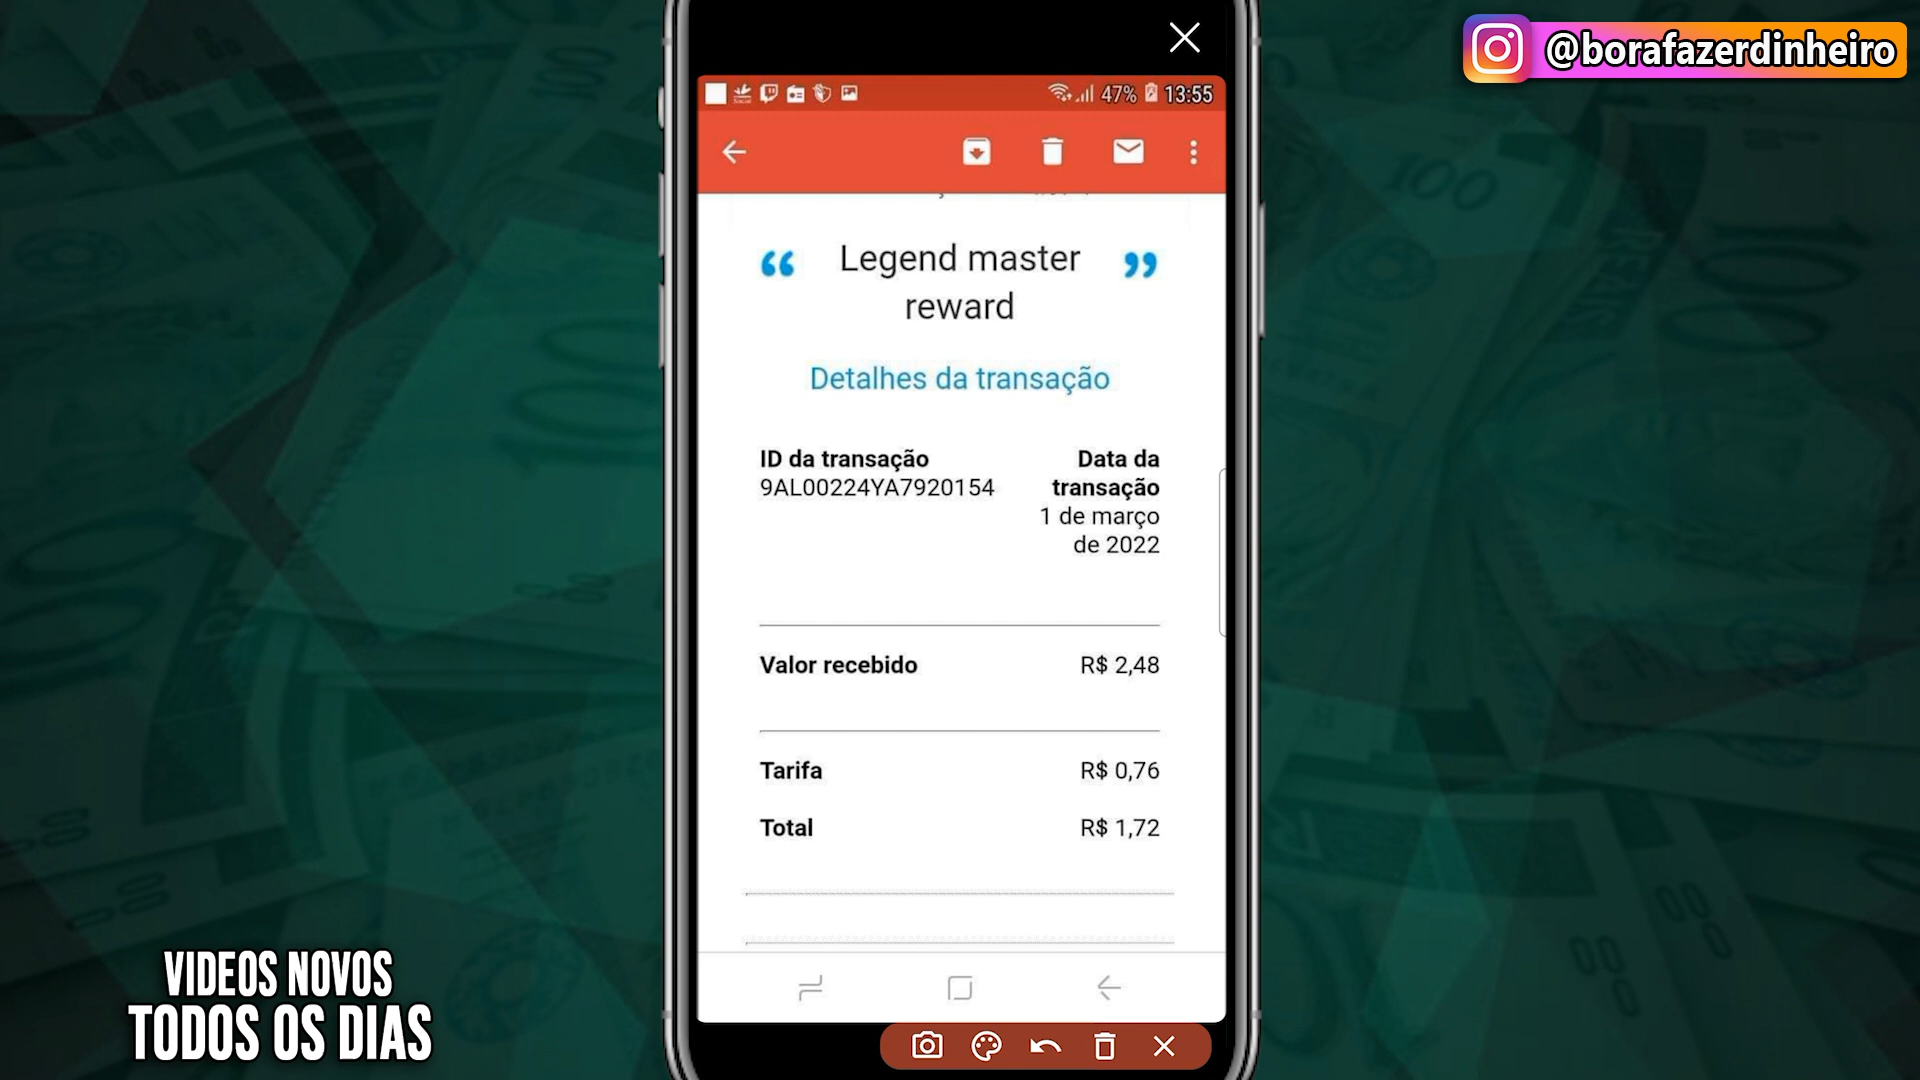 @borafazerdinheiro
47% 13:55
“ Legend master ”
reward
Detalhes da transação
ID da transação
9AL00224YA7920154
Data da
transação
1 de março
de 2022
Valor recebido R$ 2,48
Tarifa R$ 0,76
Total R$ 1,72
VIDEOS NOVOS
TODOS OS DIAS